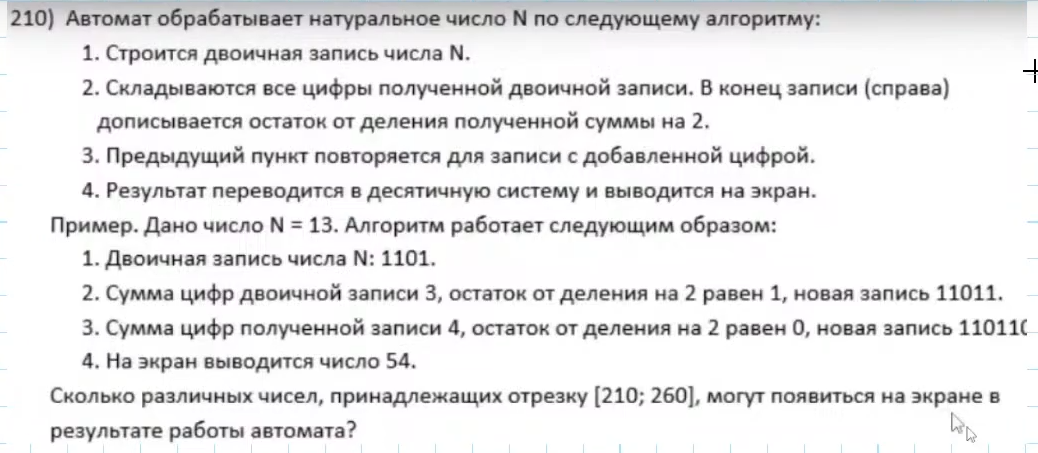 210) Автомат обрабатывает натуральное число N по следующему алгоритму:
1. Строится двоичная запись числа N.
2. Складываются все цифры полученной двоичной записи. В конец записи (справа)
дописывается остаток от деления полученной суммы на 2.
3. Предыдущий пункт повторяется для записи с добавленной цифрой.
4. Результат переводится в десятичную систему и выводится на экран.
Пример. Дано число N = 13. Алгоритм работает следующим образом:
1. Двоичная запись числа N: 1101.
2. Сумма цифр двоичной записи 3, остаток от деления на 2 равен 1, новая запись 11011.
3. Сумма цифр полученной записи 4, остаток от деления на 2 равен 0, новая запись 110110
4. На экран выводится число 54.
Сколько различных чисел, принадлежащих отрезку [210; 260], могут появиться на экране в
результате работы автомата?